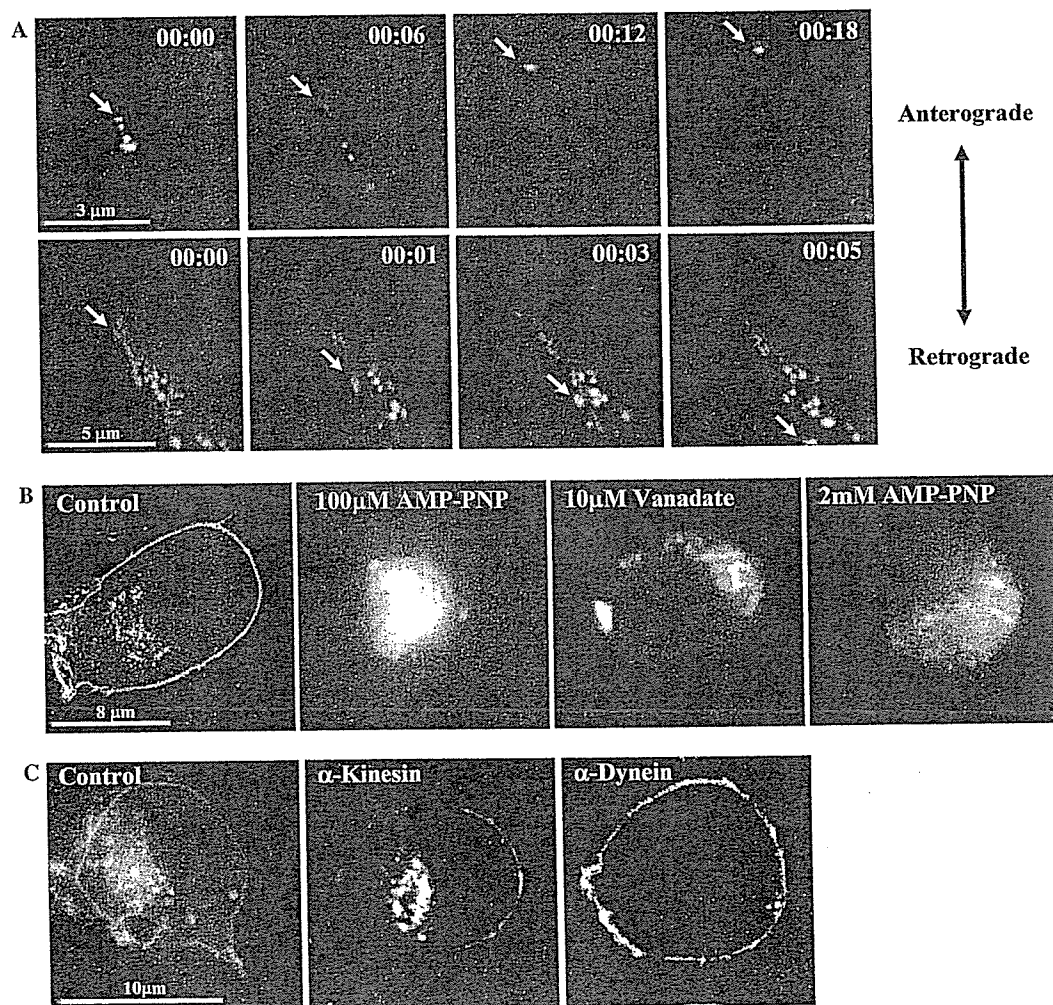 A
00:00
00:06
00:12
00:18
3 µm
Anterograde
00:00
00:01
00:03
00:05
5 µm
Retrograde
B
Control
100µM AMP-PNP
10µM Vanadate
2mM AMP-PNP
8 µm
C
Control
α-Kinesin
α-Dynein
10µm